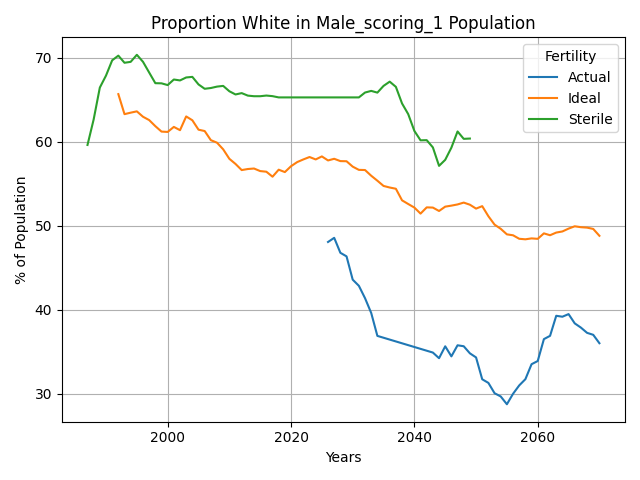 Proportion White in Male_scoring_1 Population
% of Population
70
60
50
40
30
2000
2020
2040
2060
Years
Fertility
Actual
Ideal
Sterile